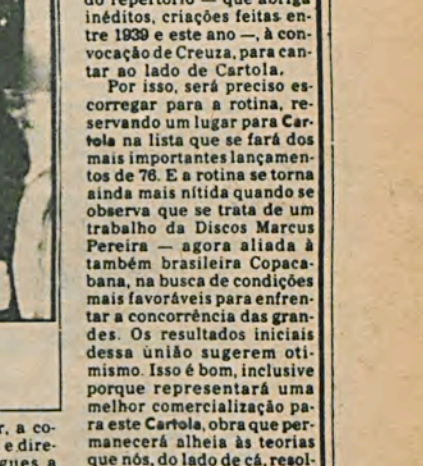 do repertório — que abriga
inéditos, criações feitas en-
tre 1939 e este ano —, à con-
vocação de Creuza, para can-
tar ao lado de Cartola.
Por isso, será preciso es-
corregar para a rotina, re-
servando um lugar para Car-
tola na lista que se fará dos
mais importantes lançamen-
tos de 76. E a rotina se torna
ainda mais nítida quando se
observa que se trata de um
trabalho da Discos Marcus
Pereira — agora aliada à
também brasileira Copaca-
bana, na busca de condições
mais favoráveis para enfren-
tar a concorrência das gran-
des. Os resultados iniciais
dessa união sugerem oti-
mismo. Isso é bom, inclusive
porque representará uma
melhor comercialização pa-
ra este Cartola, obra que per-
manecerá alheia às teorias
que nós, do lado de cá, resol-
r, a co-
e dire-
gues a